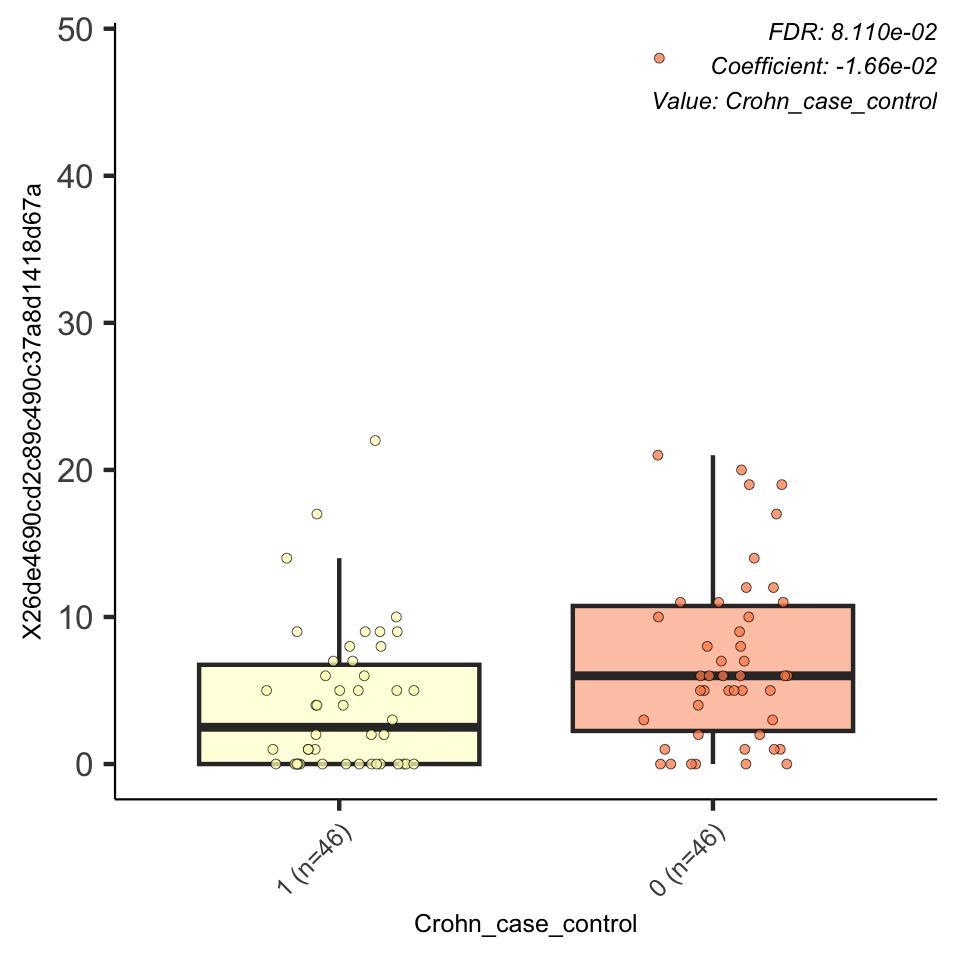 FDR: 8.110e-02
Coefficient: -1.66e-02
Value: Crohn_case_control
50
40
30
20
10
0
X26de4690cd2c89c490c37a8d1418d67a
1 (n=46)
0 (n=46)
Crohn_case_control